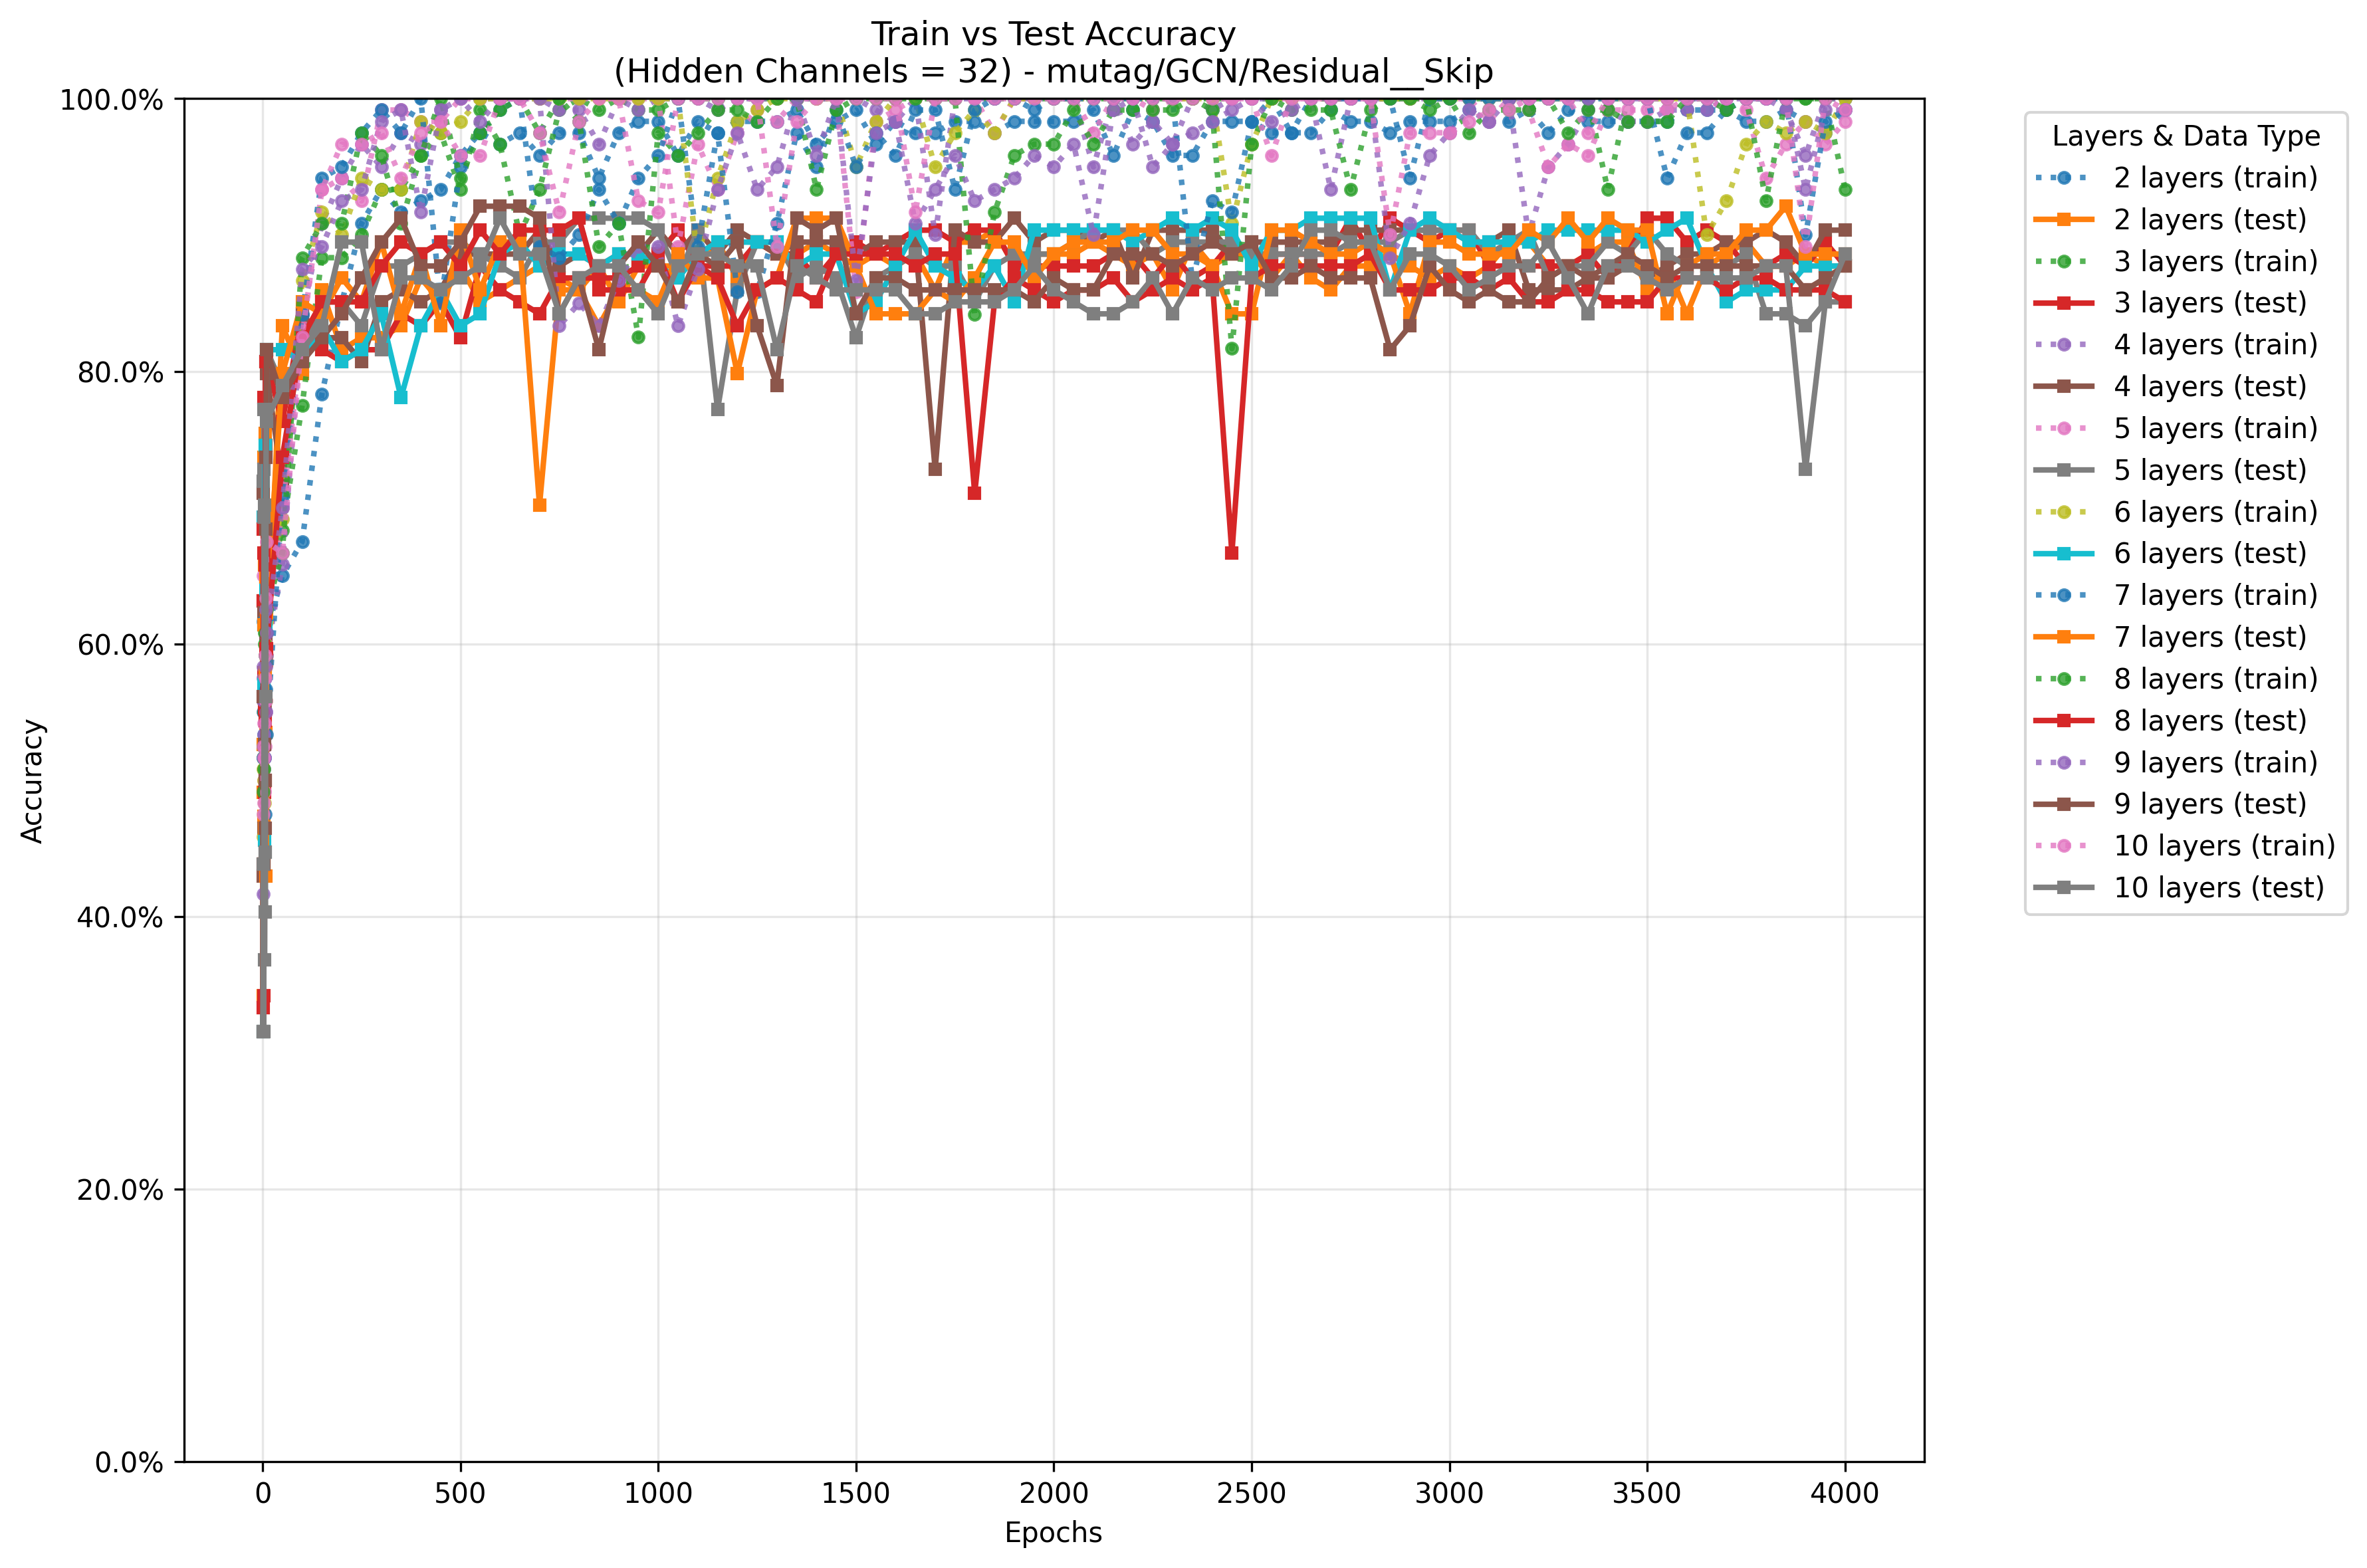 Train vs Test Accuracy
(Hidden Channels = 32) - mutag/GCN/Residual__Skip
100.0%
80.0%
60.0%
40.0%
20.0%
0.0%
Accuracy
0 500 1000 1500 2000 2500 3000 3500 4000
Epochs
Layers & Data Type
2 layers (train)
2 layers (test)
3 layers (train)
3 layers (test)
4 layers (train)
4 layers (test)
5 layers (train)
5 layers (test)
6 layers (train)
6 layers (test)
7 layers (train)
7 layers (test)
8 layers (train)
8 layers (test)
9 layers (train)
9 layers (test)
10 layers (train)
10 layers (test)